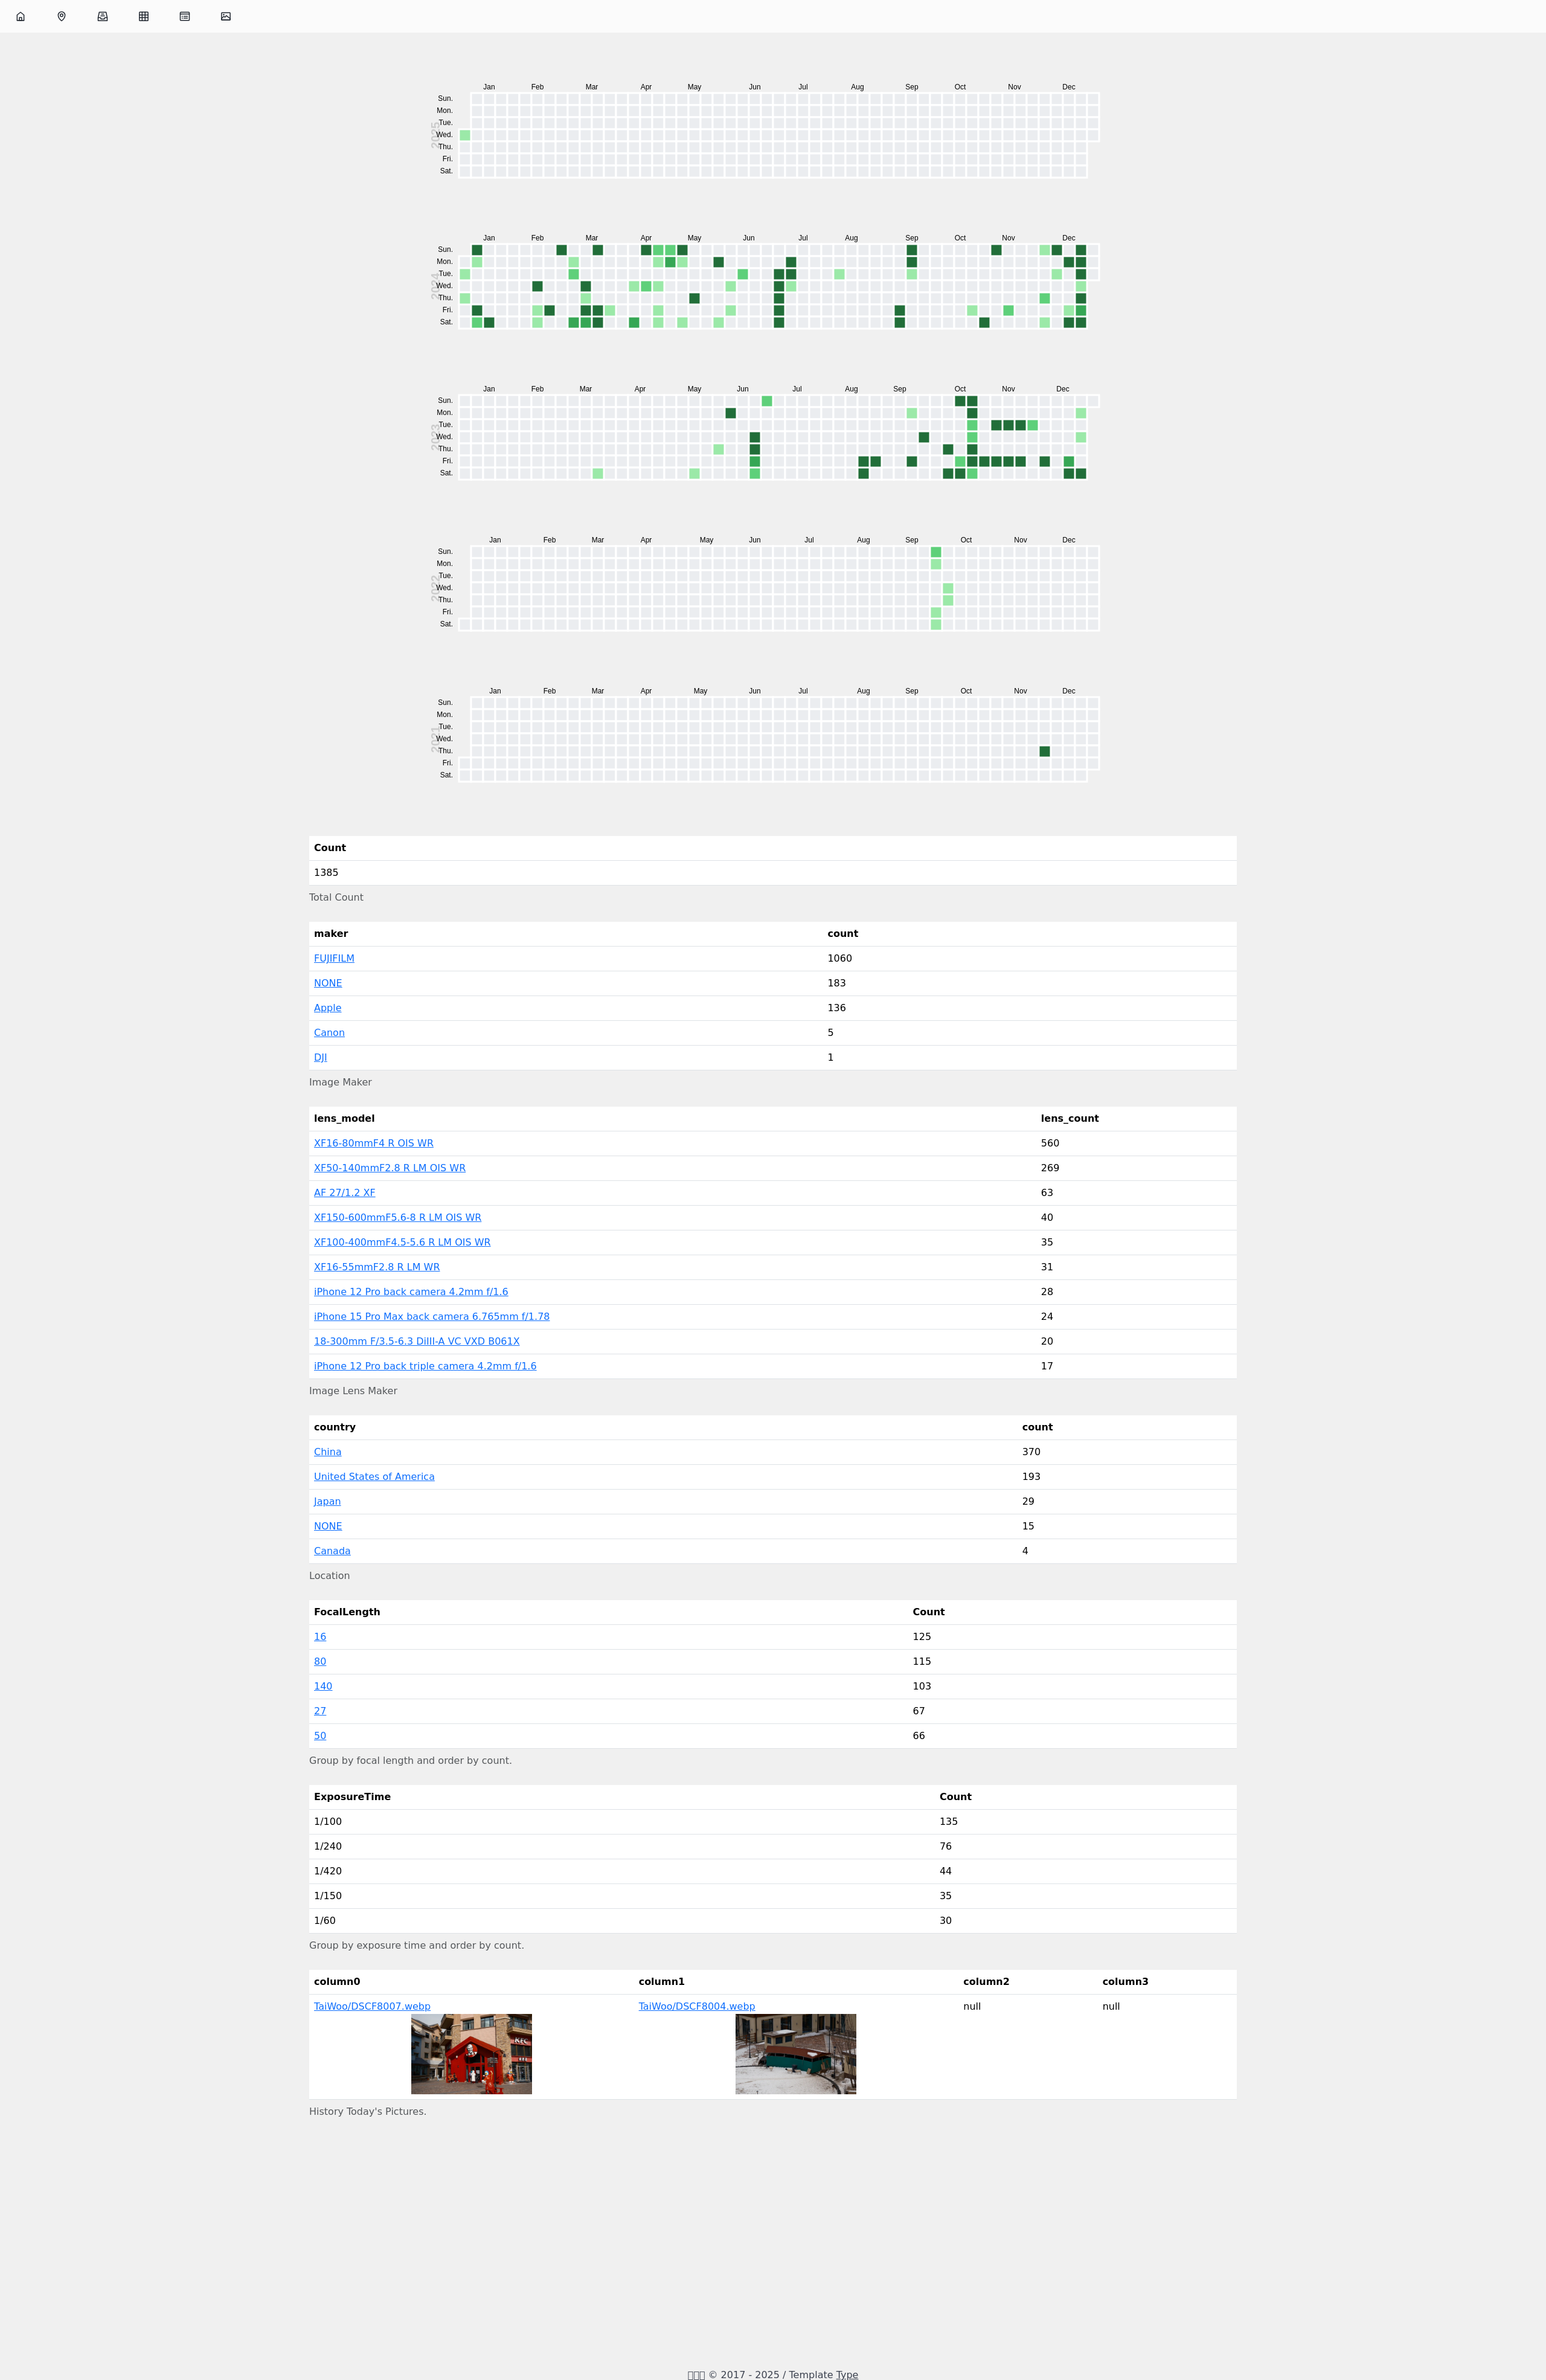 Jan Feb Mar Apr May Jun Jul Aug Sep Oct Nov Dec
Sun.
Mon.
Tue.
2025
Wed.
Thu.
Fri.
Sat.
Jan Feb Mar Apr May Jun Jul Aug Sep Oct Nov Dec
Sun.
Mon.
Tue.
2024
Wed.
Thu.
Fri.
Sat.
Jan Feb Mar Apr May Jun Jul Aug Sep Oct Nov Dec
Sun.
Mon.
Tue.
2023
Wed.
Thu.
Fri.
Sat.
Jan Feb Mar Apr May Jun Jul Aug Sep Oct Nov Dec
Sun.
Mon.
Tue.
2022
Wed.
Thu.
Fri.
Sat.
Jan Feb Mar Apr May Jun Jul Aug Sep Oct Nov Dec
Sun.
Mon.
Tue.
2021
Wed.
Thu.
Fri.
Sat.
Count
1385
Total Count
maker count
FUJIFILM 1060
NONE 183
Apple 136
Canon 5
DJI 1
Image Maker
lens_model lens_count
XF16-80mmF4 R OIS WR 560
XF50-140mmF2.8 R LM OIS WR 269
AF 27/1.2 XF 63
XF150-600mmF5.6-8 R LM OIS WR 40
XF100-400mmF4.5-5.6 R LM OIS WR 35
XF16-55mmF2.8 R LM WR 31
iPhone 12 Pro back camera 4.2mm f/1.6 28
iPhone 15 Pro Max back camera 6.765mm f/1.78 24
18-300mm F/3.5-6.3 DiIII-A VC VXD B061X 20
iPhone 12 Pro back triple camera 4.2mm f/1.6 17
Image Lens Maker
country count
China 370
United States of America 193
Japan 29
NONE 15
Canada 4
Location
FocalLength Count
16 125
80 115
140 103
27 67
50 66
Group by focal length and order by count.
ExposureTime Count
1/100 135
1/240 76
1/420 44
1/150 35
1/60 30
Group by exposure time and order by count.
column0 column1 column2 column3
TaiWoo/DSCF8007.webp TaiWoo/DSCF8004.webp null null
History Today's Pictures.
© 2017 - 2025 / Template Type